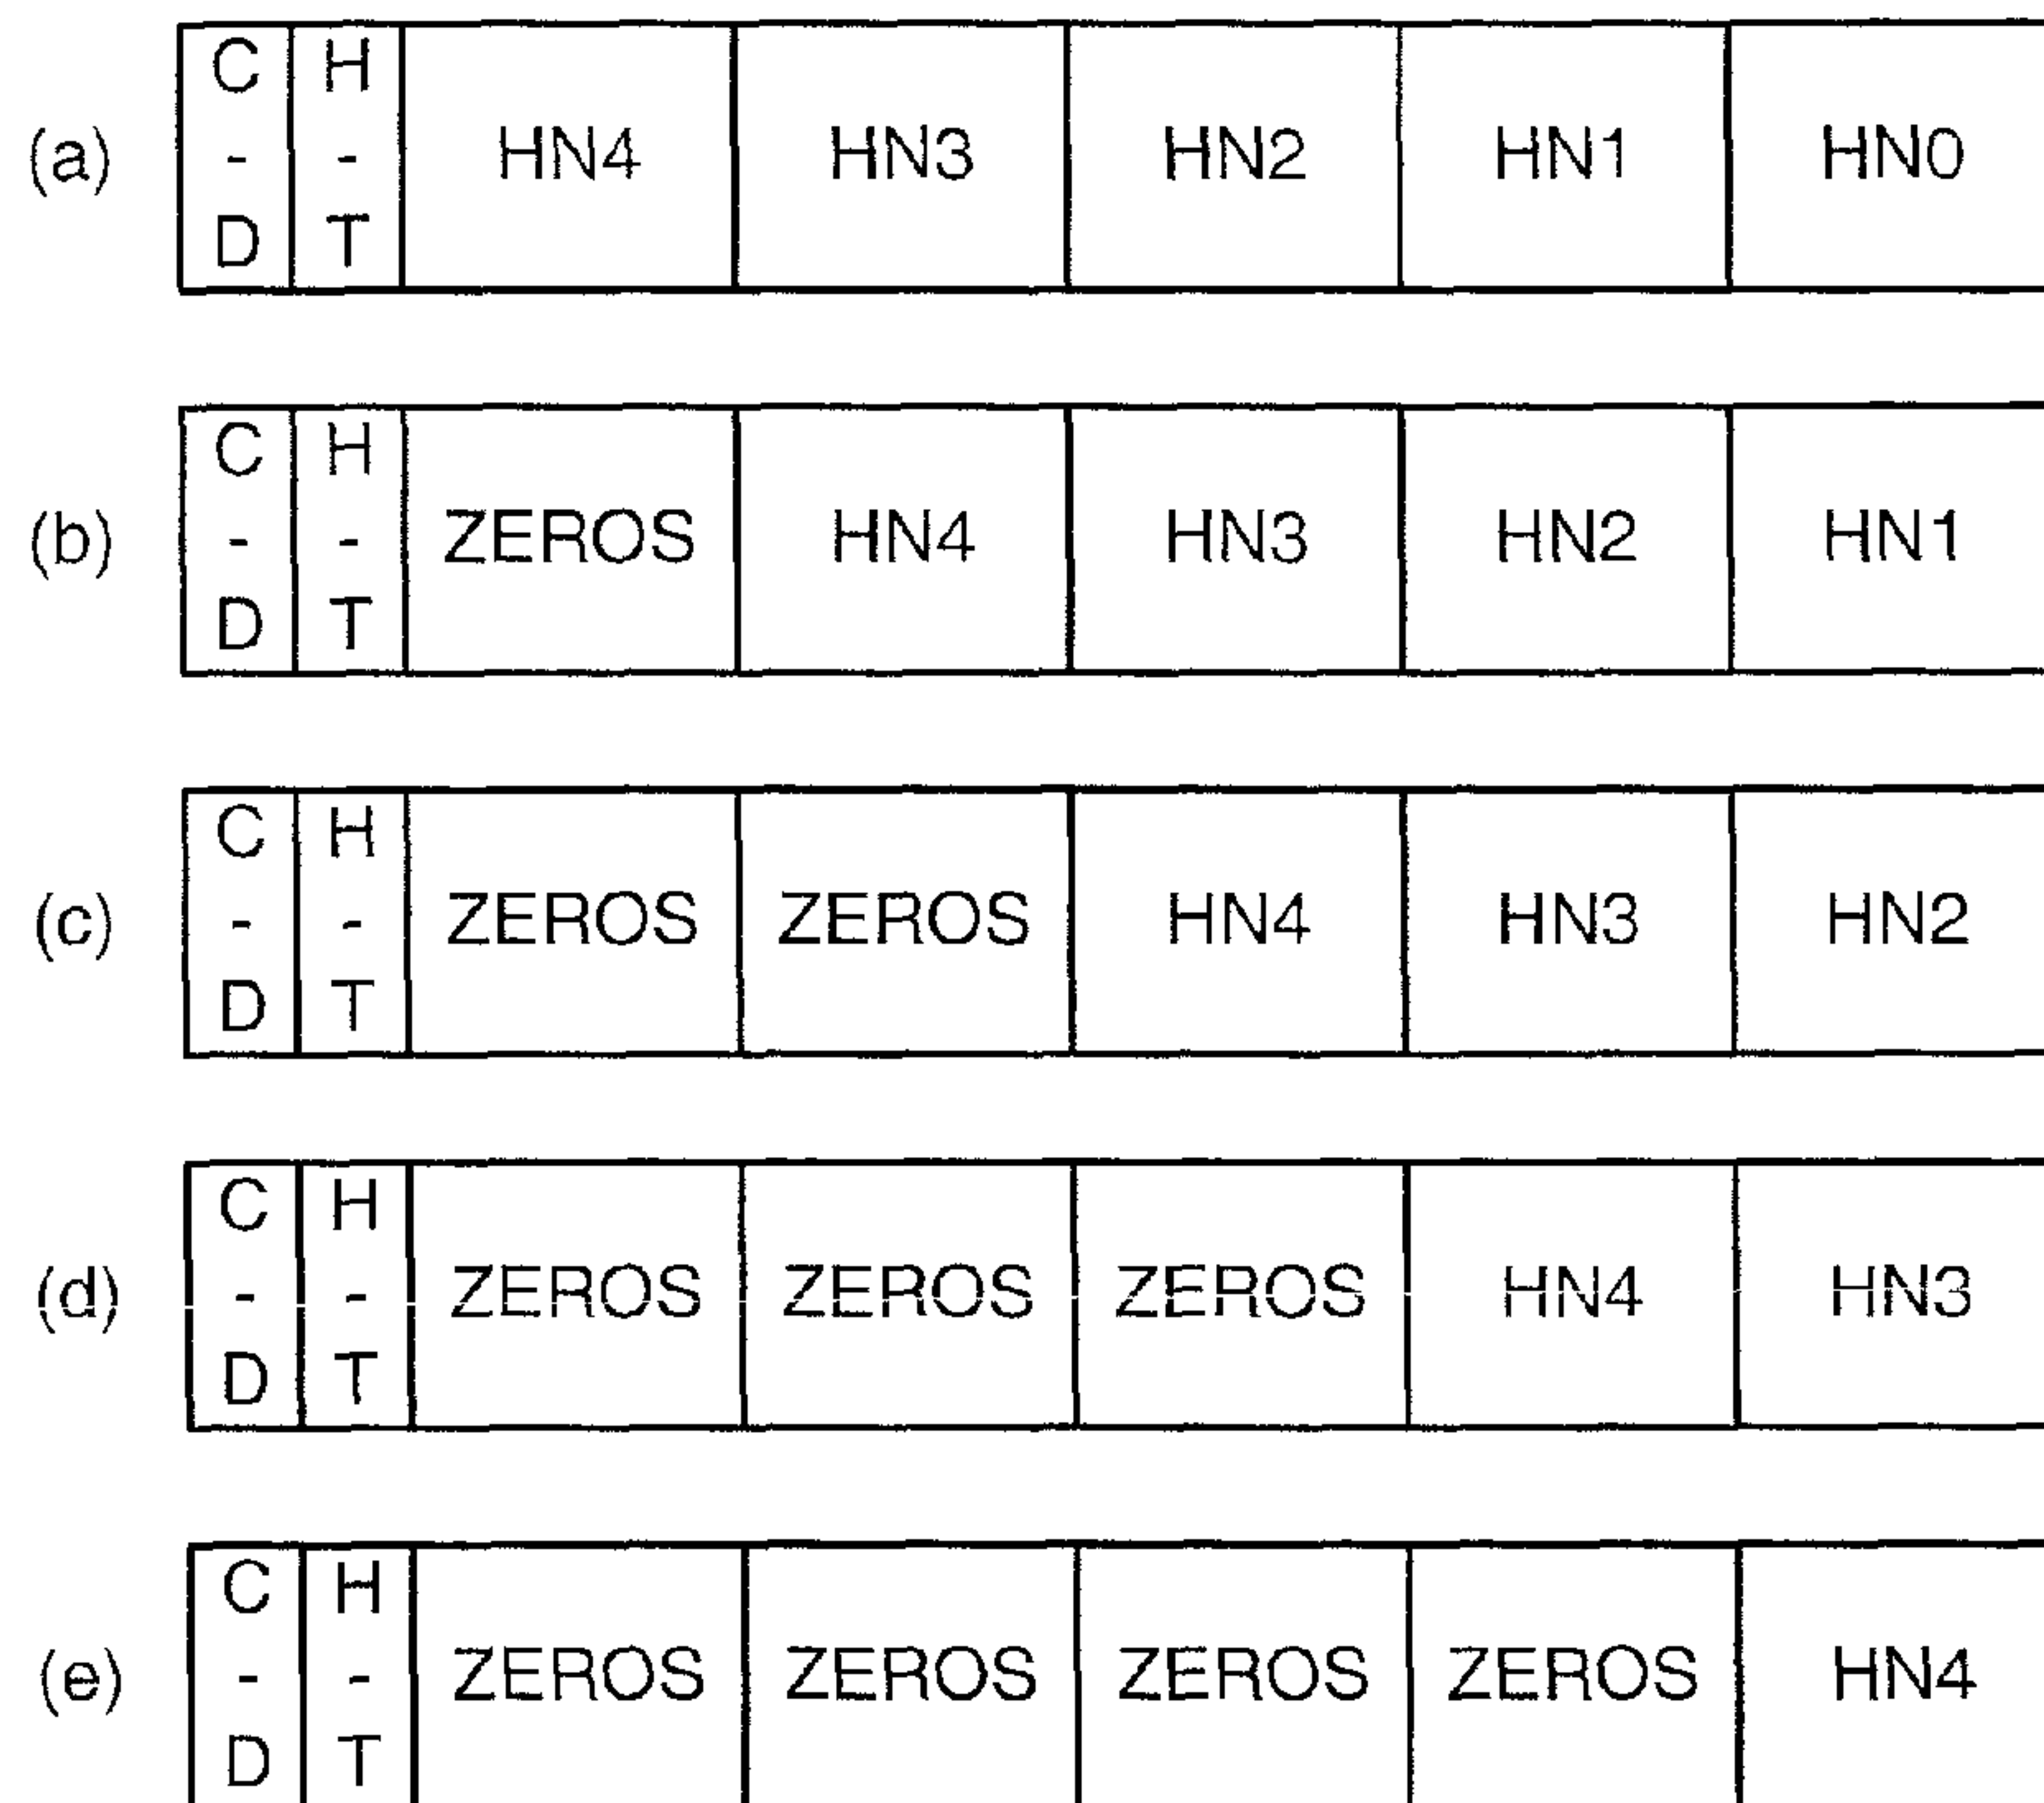 C H
(a) - - HN4 HN3 HN2 HN1 HN0
D T
C H
(b) - - ZEROS HN4 HN3 HN2 HN1
D T
C H
(c) - - ZEROS ZEROS HN4 HN3 HN2
D T
C H
(d) - - ZEROS ZEROS ZEROS HN4 HN3
D T
C H
(e) - - ZEROS ZEROS ZEROS ZEROS HN4
D T